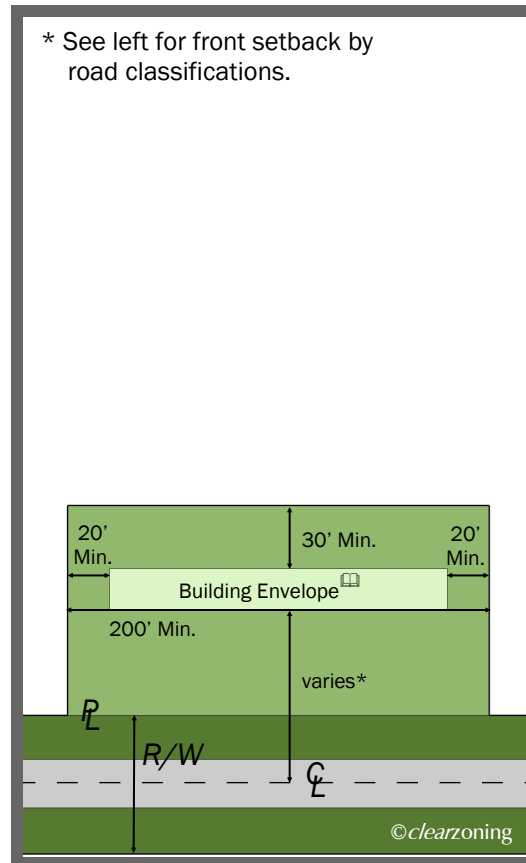 * See left for front setback by
road classifications.
20'
Min.
30' Min.
20'
Min.
Building Envelope
200' Min.
varies*
PL
R/W
CL
©clearzoning